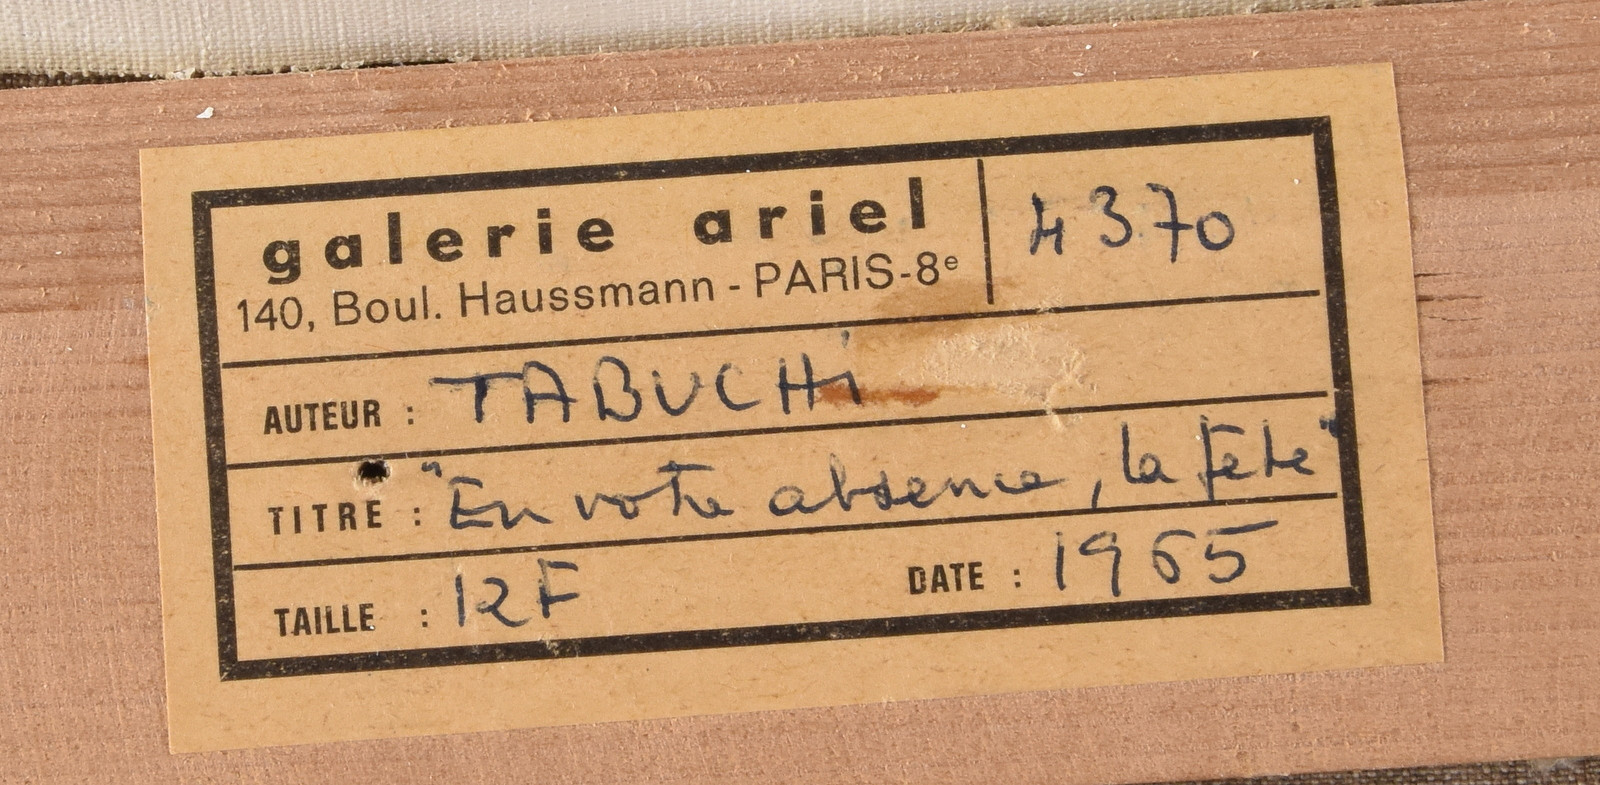 galerie ariel 4370
140, Boul. Haussmann - PARIS-8e
AUTEUR : TABUCHi
TITRE : "En votre absence, la fête"
TAILLE : 12F DATE : 1965